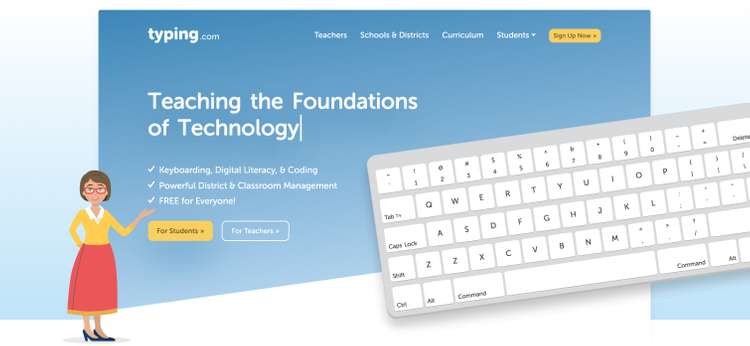 typing.com
Teachers Schools & Districts Curriculum Students Sign Up Now »
Teaching the Foundations
of Technology
Keyboarding, Digital Literacy, & Coding
Powerful District & Classroom Management
FREE for Everyone!
For Students » For Teachers »
1 2 3 4 5 6 7 8 9 Delete
Tab Q W E R T Y U I O P
Caps Lock A S D F G H J K L
Shift Z Z X C V B N M
Ctrl Alt Command Command Alt